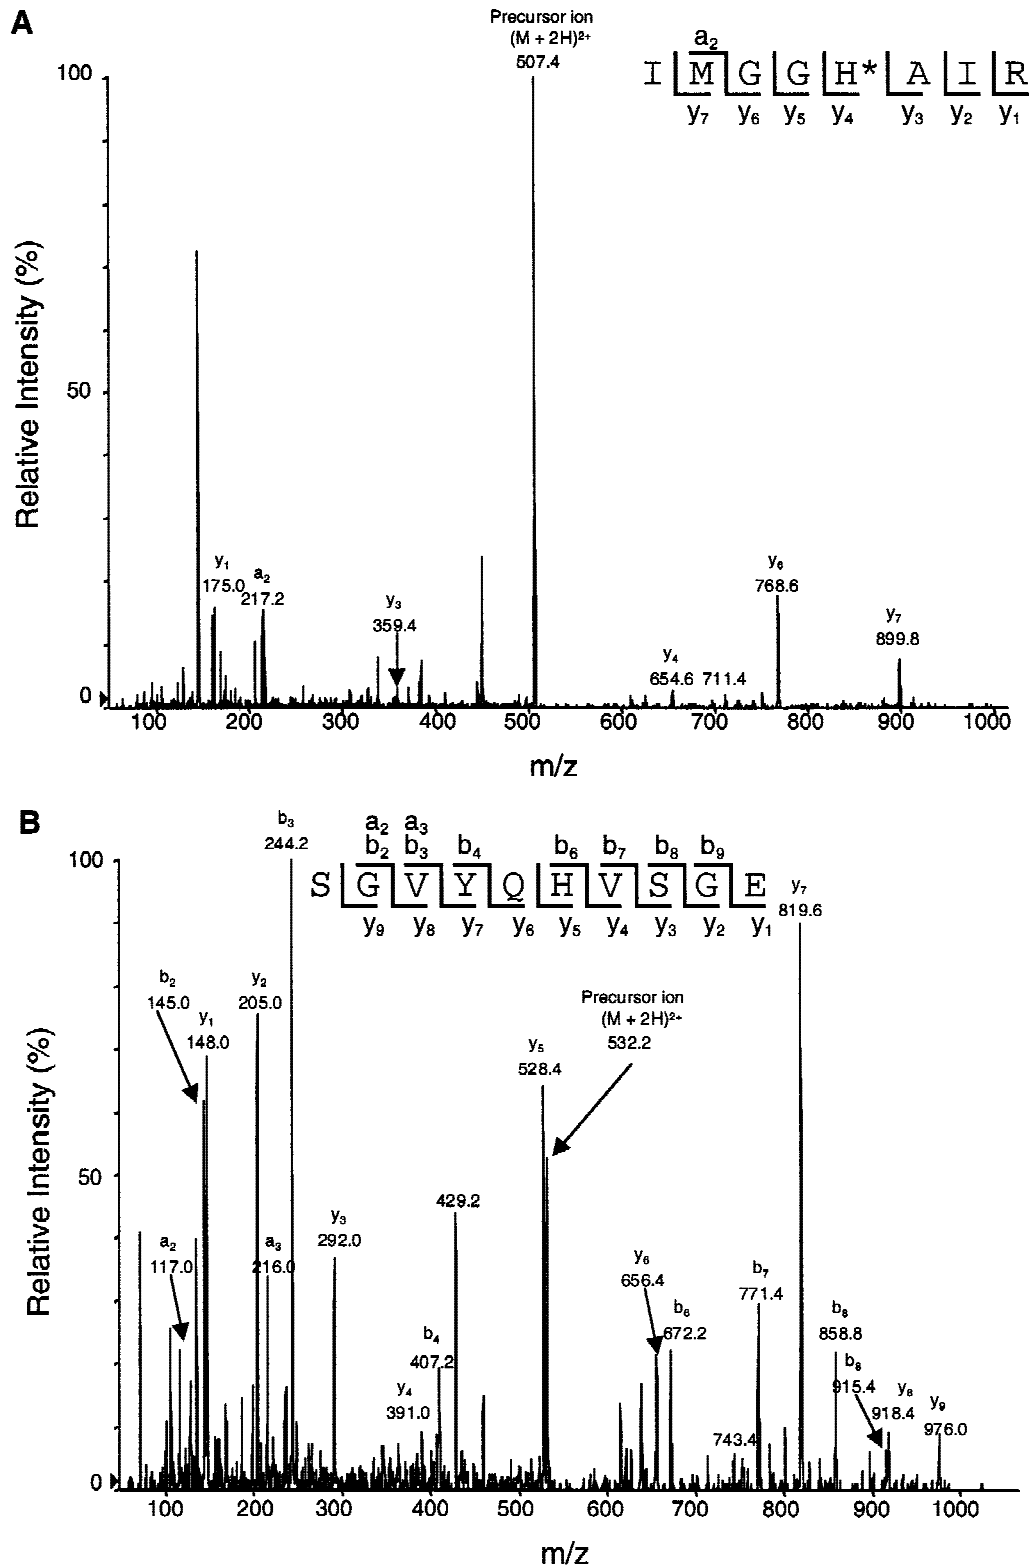 A
Precursor ion
(M + 2H)²⁺
507.4
a₂
I M G G H* A I R
y₇ y₆ y₅ y₄ y₃ y₂ y₁
100
50
0
Relative Intensity (%)
y₁
175.0
a₂
217.2
y₃
359.4
y₄
654.6
711.4
y₆
768.6
y₇
899.8
100 200 300 400 500 600 700 800 900 1000
m/z
B
b₃
244.2
a₂ a₃
b₂ b₃ b₄ b₆ b₇ b₈ b₉
S G V Y Q H V S G E
y₉ y₈ y₇ y₆ y₅ y₄ y₃ y₂ y₁
y₇
819.6
100
50
0
Relative Intensity (%)
b₂
145.0
y₁
148.0
y₂
205.0
Precursor ion
(M + 2H)²⁺
532.2
y₅
528.4
a₂
117.0
a₃
216.0
y₃
292.0
429.2
b₄
407.2
y₄
391.0
y₆
656.4
b₆
672.2
b₇
771.4
743.4
b₈
858.8
b₈
915.4
y₈
918.4
y₉
976.0
100 200 300 400 500 600 700 800 900 1000
m/z